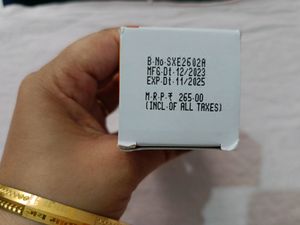 B·No·SXE2602A
MFG·Dt·12/2023
EXP·Dt·11/2025
M·R·P·₹ 265·00
(INCL·OF ALL TAXES)